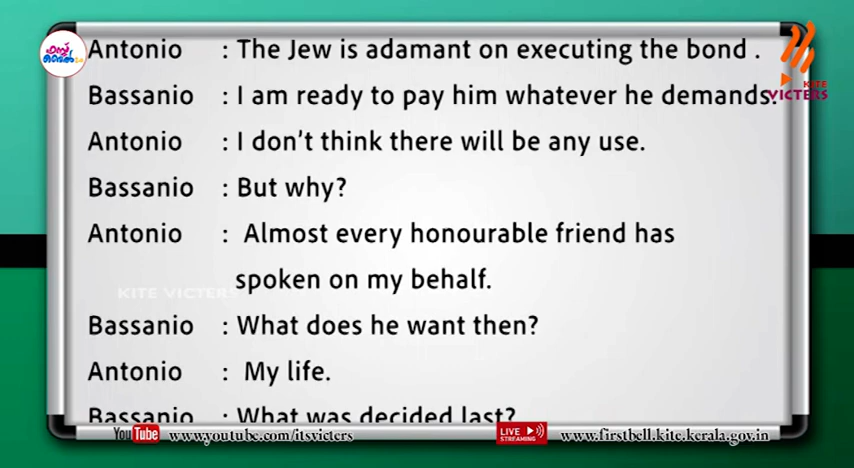 Antonio : The Jew is adamant on executing the bond .
Bassanio : I am ready to pay him whatever he demands.
Antonio : I don't think there will be any use.
Bassanio : But why?
Antonio : Almost every honourable friend has
spoken on my behalf.
KITE VICTERS
Bassanio : What does he want then?
Antonio : My life.
Bassanio : What was decided last?
KITE
VICTERS
YouTube www.youtube.com/itsvicters
LIVE STREAMING www.firstbell.kite.kerala.gov.in